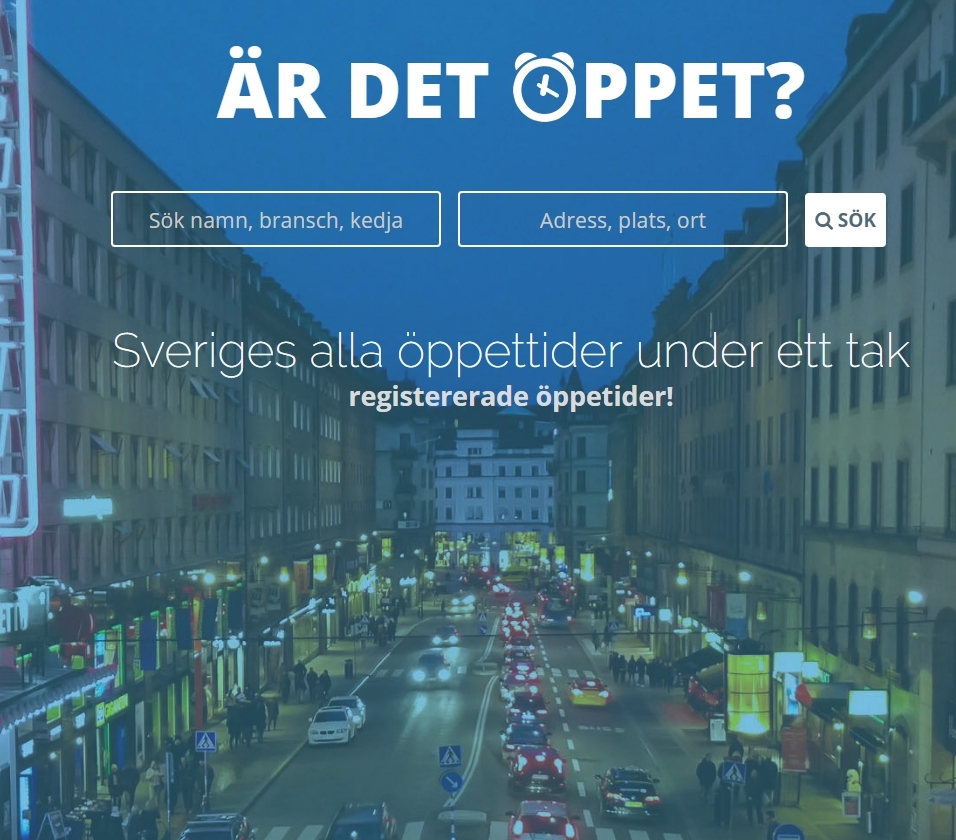 ÄR DET ÖPPET?
Sök namn, bransch, kedja
Adress, plats, ort
SÖK
Sveriges alla öppettider under ett tak
registererade öppetider!